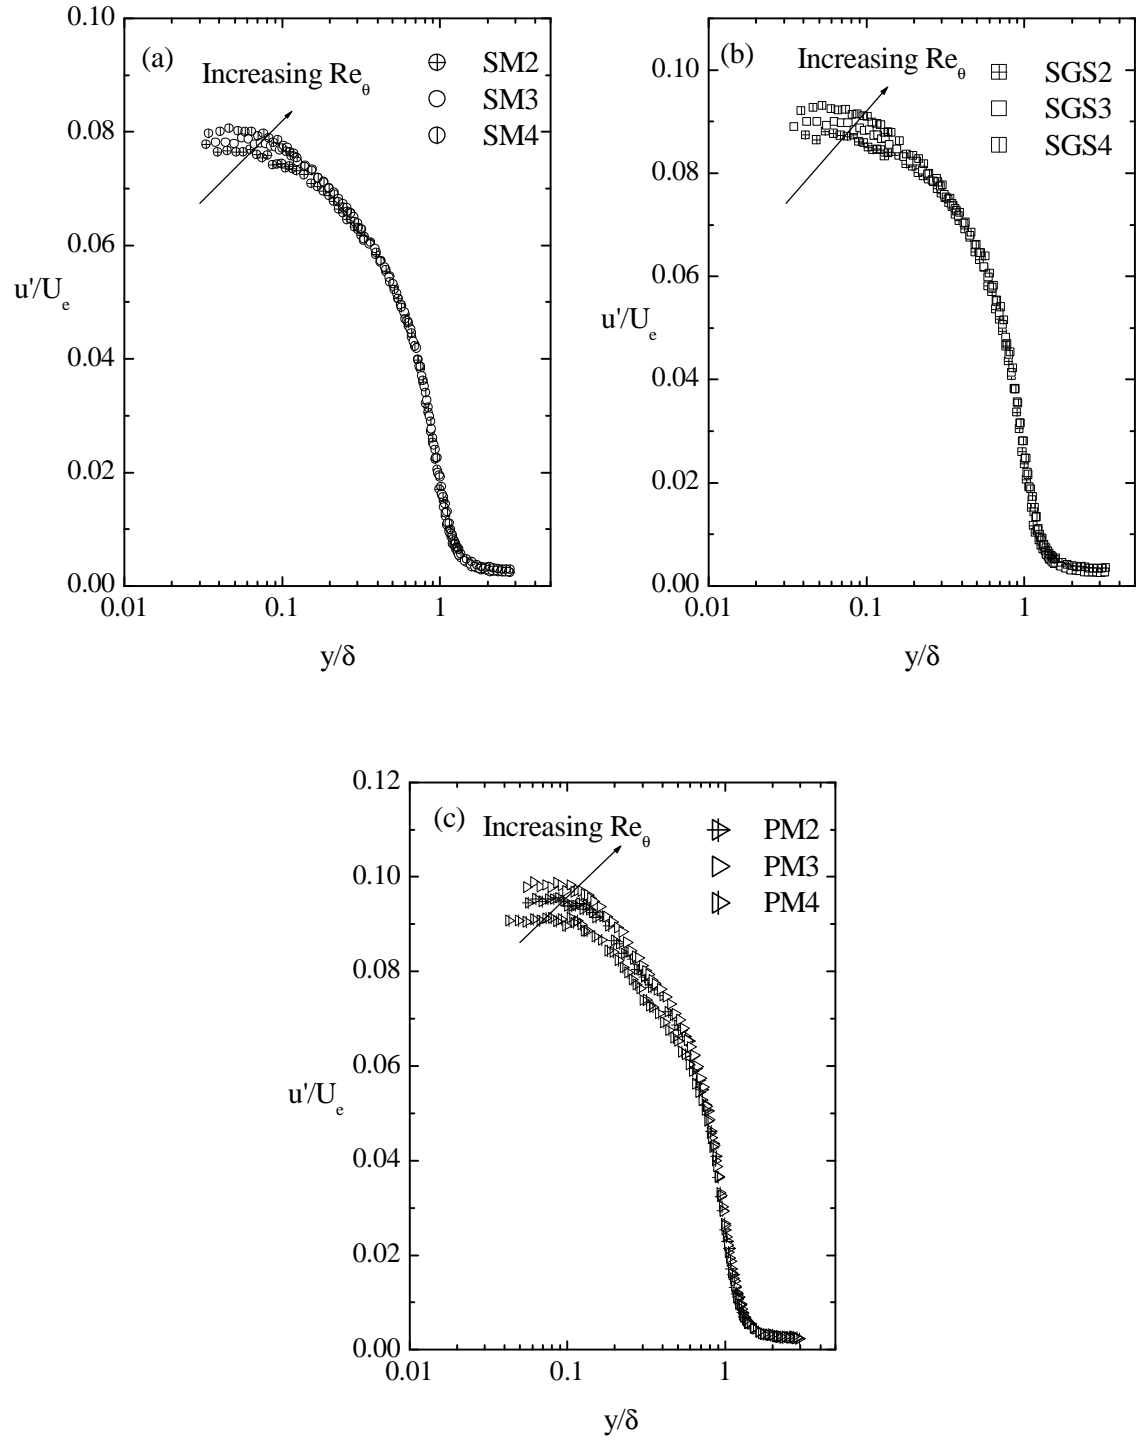 0.10
(a)
Increasing Re_θ
SM2
SM3
SM4
0.08
0.06
u'/U_e
0.04
0.02
0.00
0.01
0.1
1
y/δ
(b)
Increasing Re_θ
SGS2
SGS3
SGS4
0.10
0.08
0.06
u'/U_e
0.04
0.02
0.00
0.01
0.1
1
y/δ
0.12
(c)
Increasing Re_θ
PM2
PM3
PM4
0.10
0.08
0.06
u'/U_e
0.04
0.02
0.00
0.01
0.1
1
y/δ